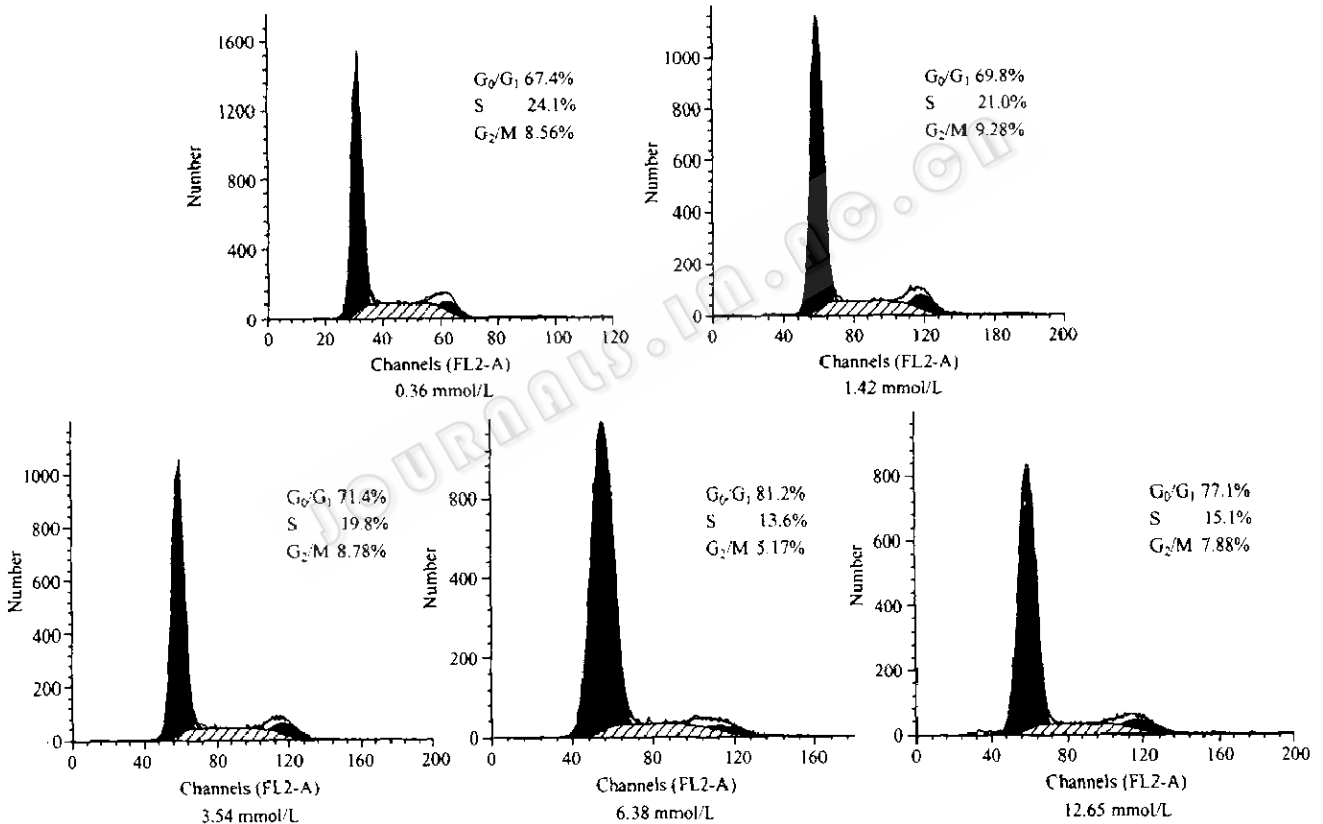 1600
1200
800
400
0
Number
G₀/G₁ 67.4%
S 24.1%
G₂/M 8.56%
0 20 40 60 80 100 120
Channels (FL2-A)
0.36 mmol/L
1000
800
600
400
200
0
Number
G₀/G₁ 69.8%
S 21.0%
G₂/M 9.28%
0 40 80 120 180 200
Channels (FL2-A)
1.42 mmol/L
1000
800
600
400
200
0
Number
G₀/G₁ 71.4%
S 19.8%
G₂/M 8.78%
0 40 80 120 160 200
Channels (FL2-A)
3.54 mmol/L
800
400
200
0
Number
G₀/G₁ 81.2%
S 13.6%
G₂/M 5.17%
0 40 80 120 160
Channels (FL2-A)
6.38 mmol/L
800
600
400
200
0
Number
G₀/G₁ 77.1%
S 15.1%
G₂/M 7.88%
0 40 80 120 160 200
Channels (FL2-A)
12.65 mmol/L
JOURNALS.IM.AC.CN